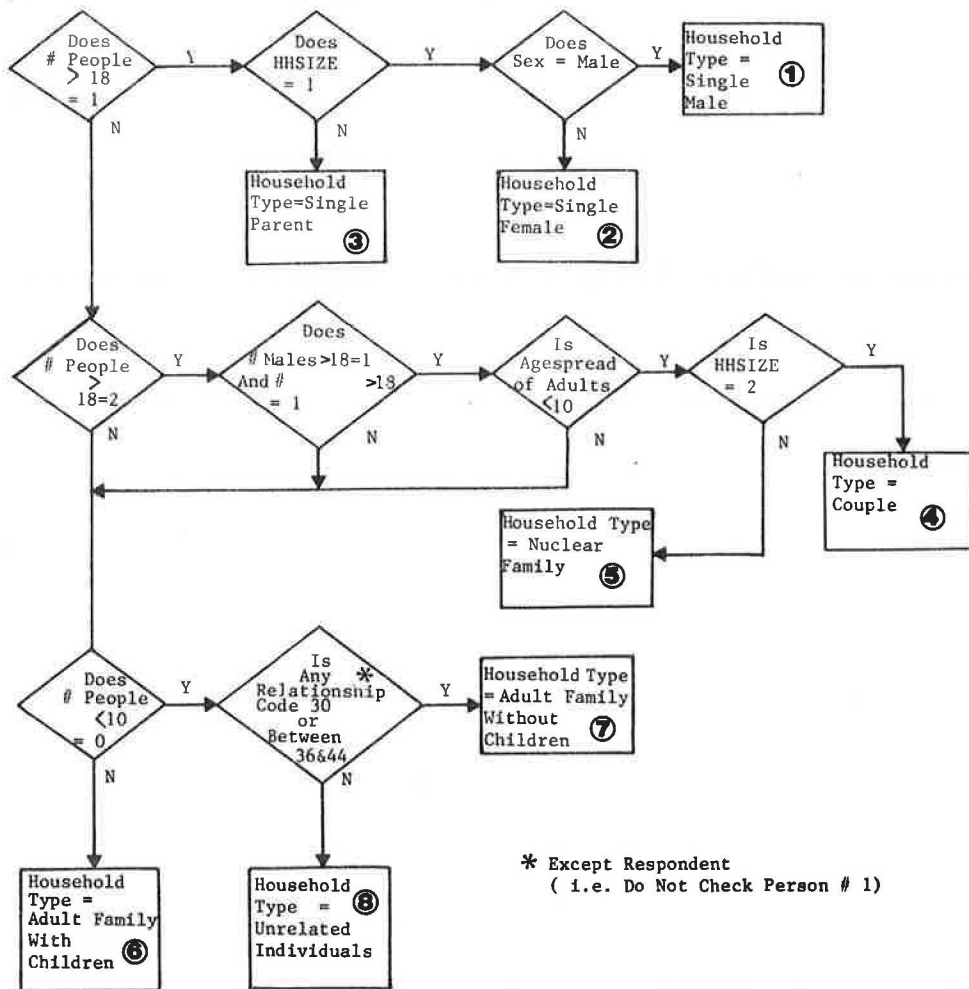 Does
# People
> 18
= 1
Y
N
Does
HHSIZE
= 1
Y
N
Does
Sex = Male
Y
N
Household
Type =
Single
Male
①
Household
Type=Single
Parent
③
Household
Type=Single
Female
②
Does
# People
>
18=2
Y
N
Does
# Males>18=1
And # >18
= 1
Y
N
Is
Agespread
of Adults
<10
Y
N
Is
HHSIZE
= 2
Y
N
Household
Type =
Couple
④
Household Type
= Nuclear
Family
⑤
Does
# People
<10
= 0
Y
N
Is
Any *
Relationship
Code 30
or
Between
36&44
Y
N
Household Type
= Adult Family
Without
Children
⑦
Household
Type =
Adult Family
With
Children
⑥
Household
Type =
Unrelated
Individuals
⑧
* Except Respondent
( i.e. Do Not Check Person # 1)